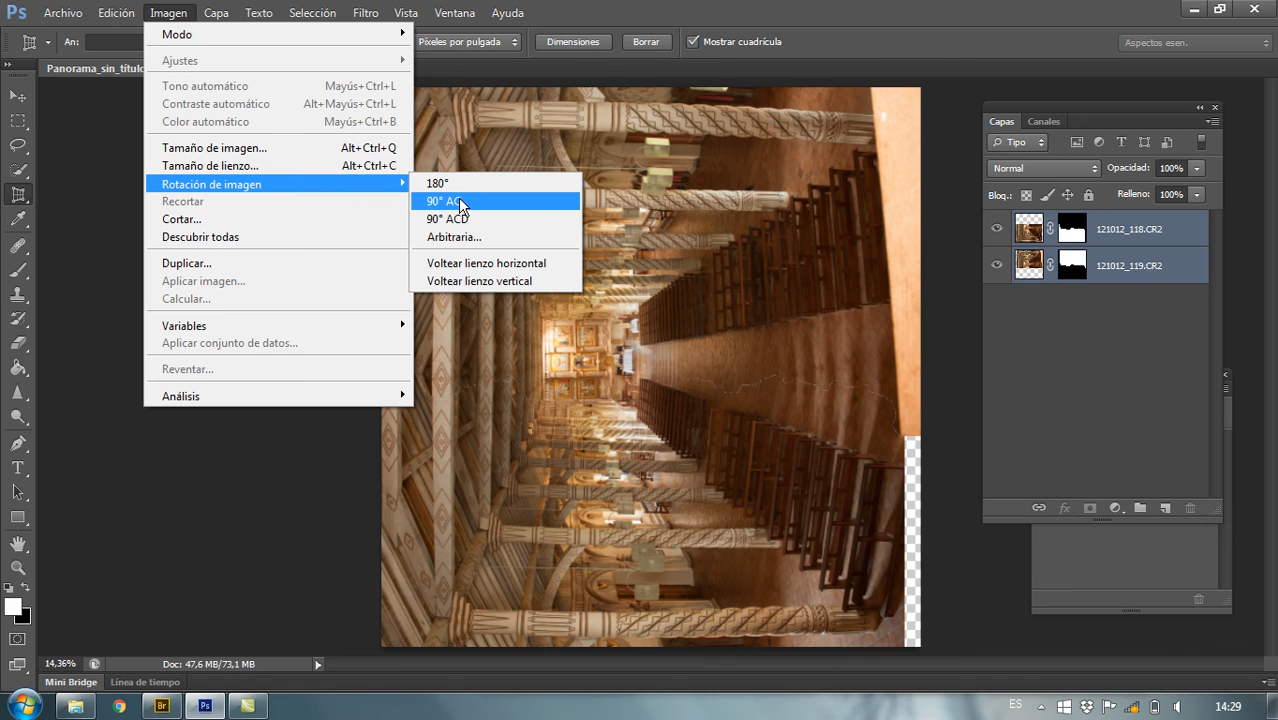 Ps Archivo Edición Imagen Capa Texto Selección Filtro Vista Ventana Ayuda
An: Píxeles por pulgada Dimensiones Borrar Mostrar cuadrícula Aspectos esen.
Panorama_sin_títulc
Modo
Ajustes
Tono automático Mayús+Ctrl+L
Contraste automático Alt+Mayús+Ctrl+L
Color automático Mayús+Ctrl+B
Tamaño de imagen... Alt+Ctrl+Q
Tamaño de lienzo... Alt+Ctrl+C
Rotación de imagen
Recortar
Cortar...
Descubrir todas
Duplicar...
Aplicar imagen...
Calcular...
Variables
Aplicar conjunto de datos...
Reventar...
Análisis
180°
90° AC
90° ACD
Arbitraria...
Voltear lienzo horizontal
Voltear lienzo vertical
Capas Canales
Tipo
Normal Opacidad: 100%
Bloq.: Relleno: 100%
121012_118.CR2
121012_119.CR2
14,36% Doc: 47,6 MB/73,1 MB
Mini Bridge Línea de tiempo
Br Ps ES 14:29